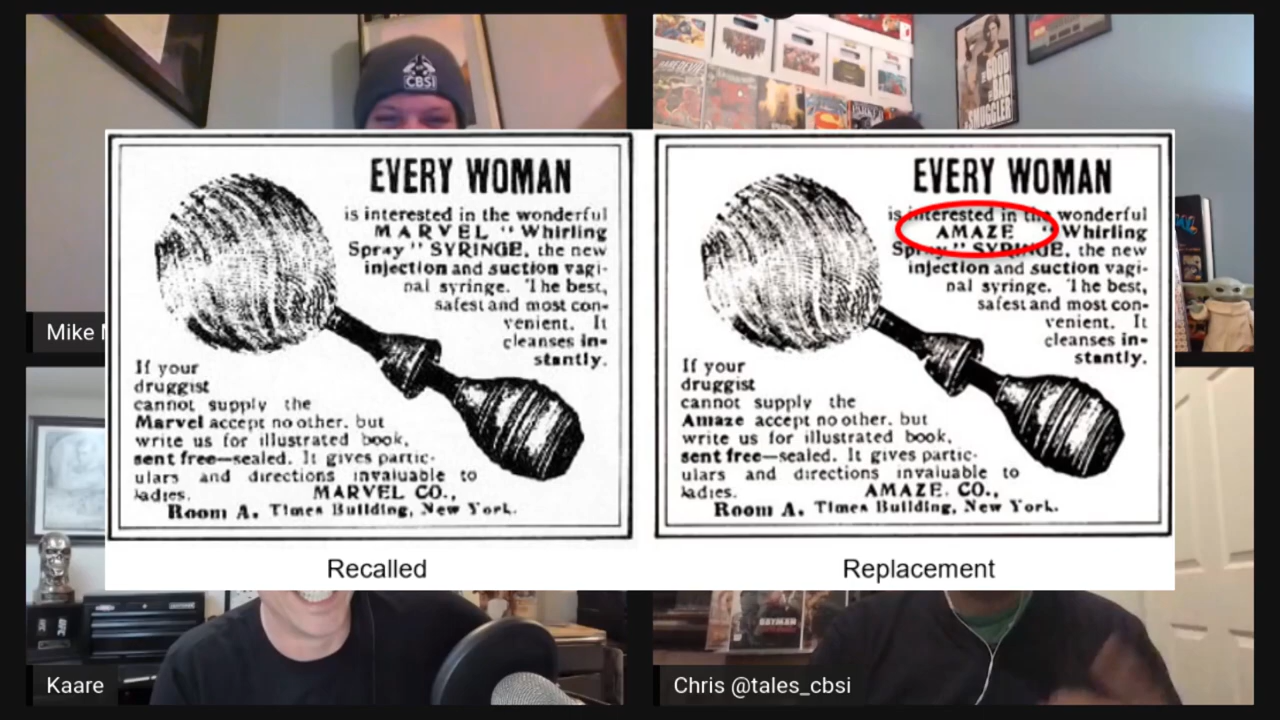 CBSI
THE
GOOD
THE
BAD
SMUGGLER
Mike
EVERY WOMAN
is interested in the wonderful
MARVEL "Whirling
Spray" SYRINGE, the new
injection and suction vagi-
nal syringe. The best,
safest and most con-
venient. It
cleanses in-
stantly.
If your
druggist
cannot supply the
Marvel accept no other, but
write us for illustrated book,
sent free—sealed. It gives partic-
ulars and directions invaluable to
ladies. MARVEL CO.,
Room A. Times Building, New York.
Recalled
EVERY WOMAN
is interested in the wonderful
AMAZE "Whirling
Spray" SYRINGE, the new
injection and suction vagi-
nal syringe. The best,
safest and most con-
venient. It
cleanses in-
stantly.
If your
druggist
cannot supply the
Amaze accept no other, but
write us for illustrated book,
sent free—sealed. It gives partic-
ulars and directions invaluable to
ladies. AMAZE. CO.,
Room A. Times Building, New York.
Replacement
Kaare
Chris @tales_cbsi